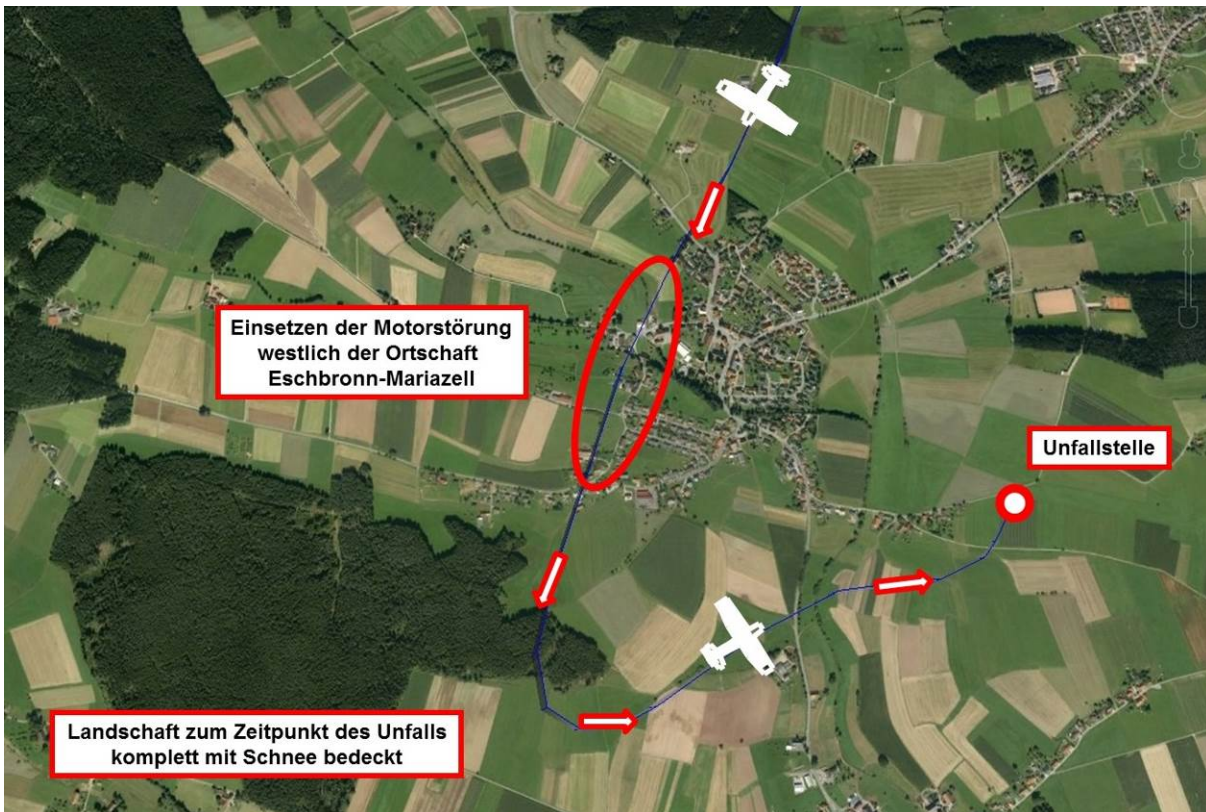 Einsetzen der Motorstörung
westlich der Ortschaft
Eschbronn-Mariazell
Unfallstelle
Landschaft zum Zeitpunkt des Unfalls
komplett mit Schnee bedeckt